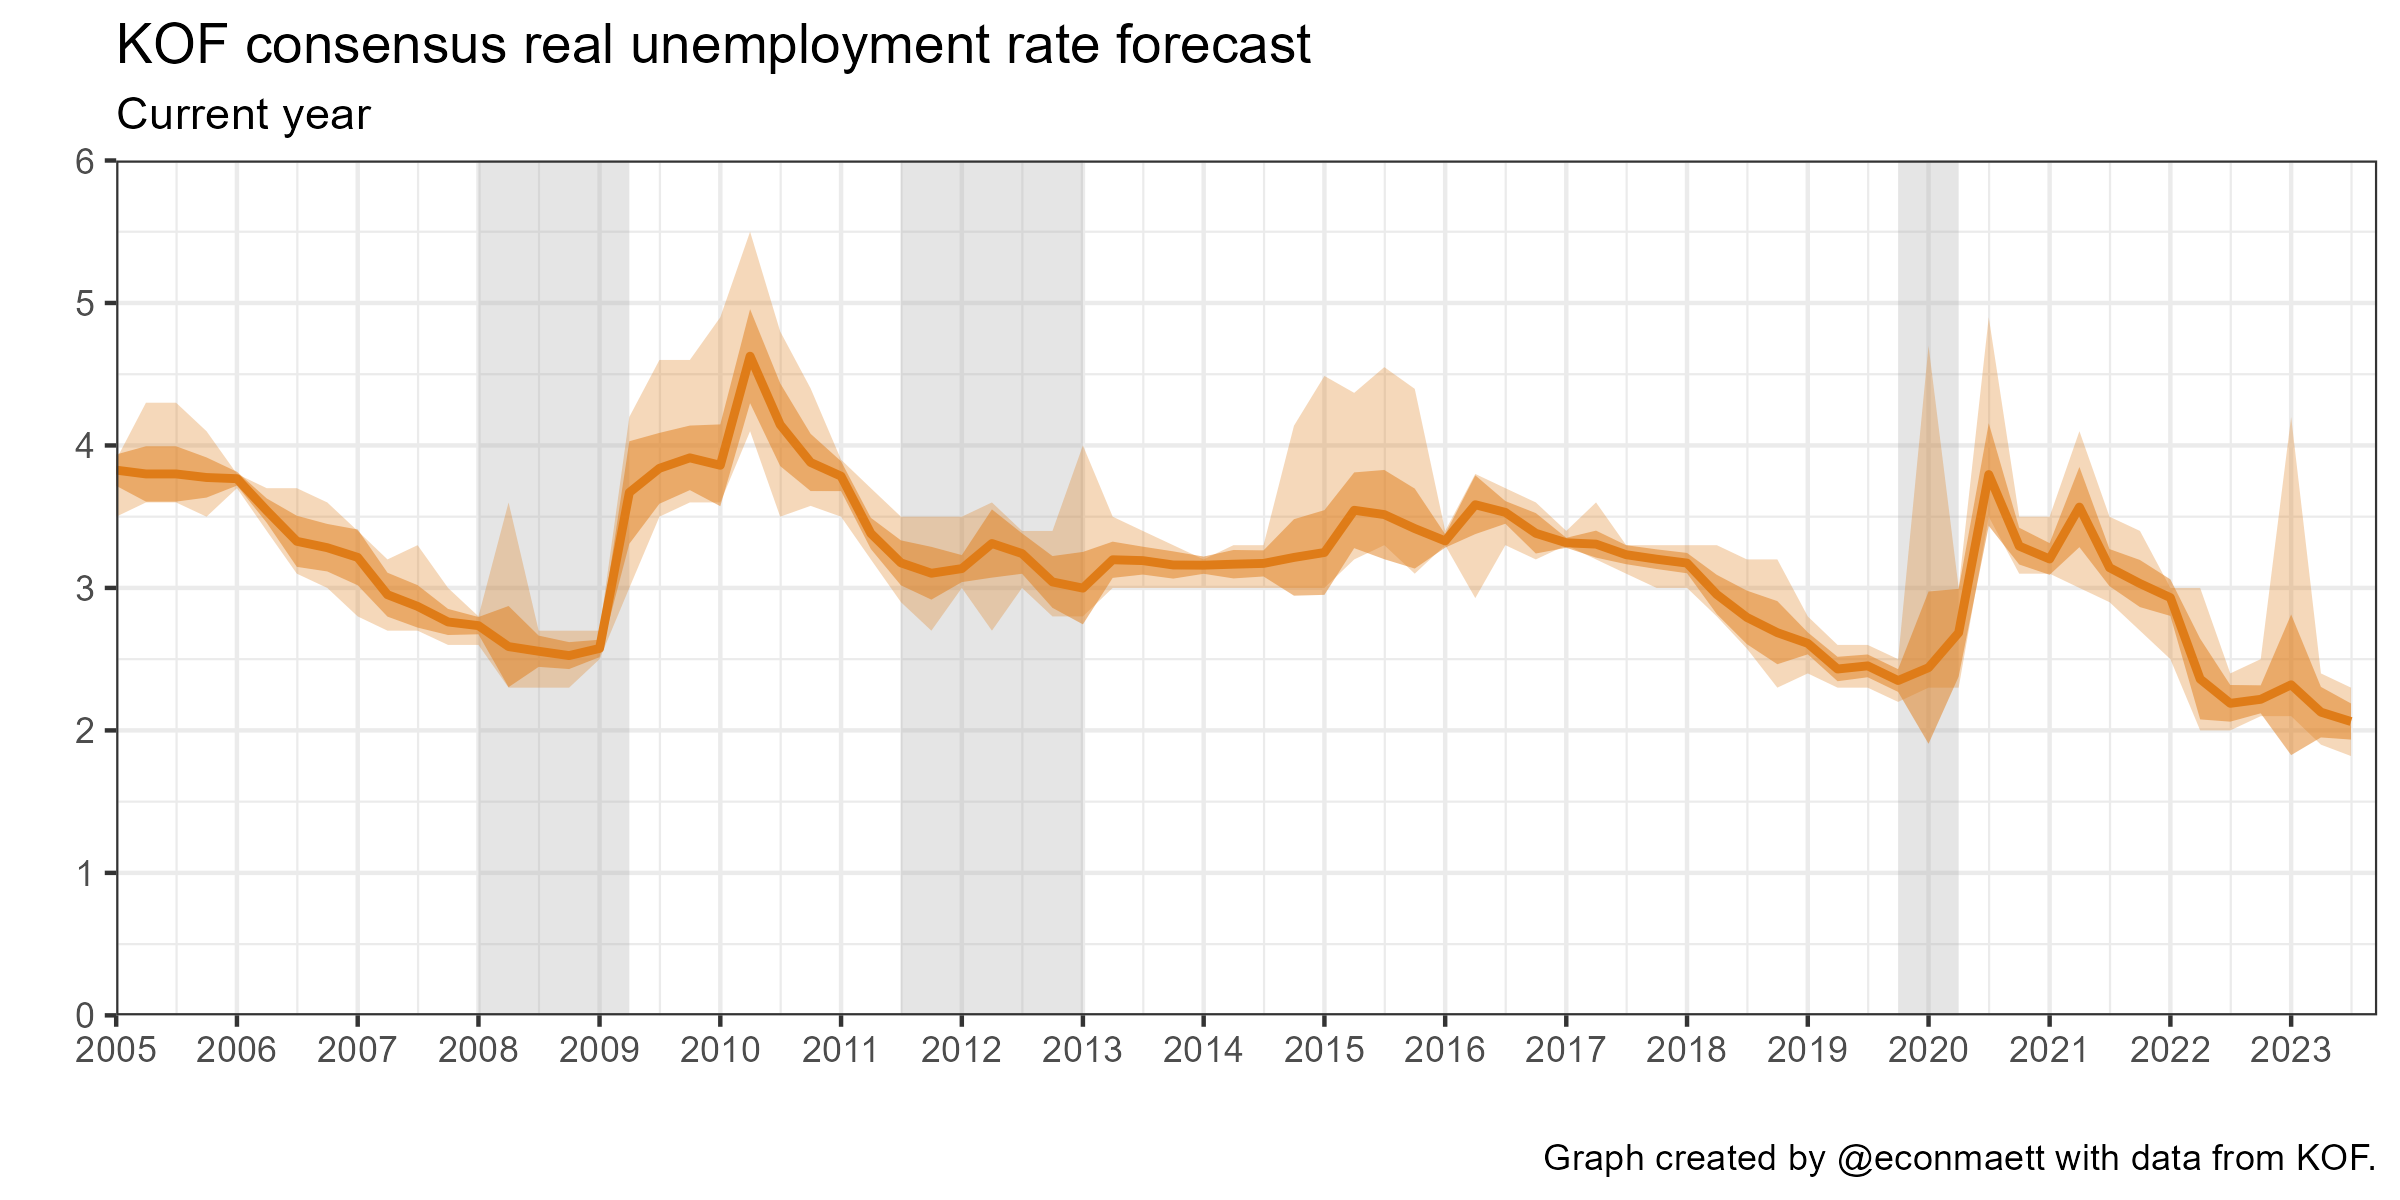 KOF consensus real unemployment rate forecast
Current year
6
5
4
3
2
1
0
2005 2006 2007 2008 2009 2010 2011 2012 2013 2014 2015 2016 2017 2018 2019 2020 2021 2022 2023
Graph created by @econmaett with data from KOF.